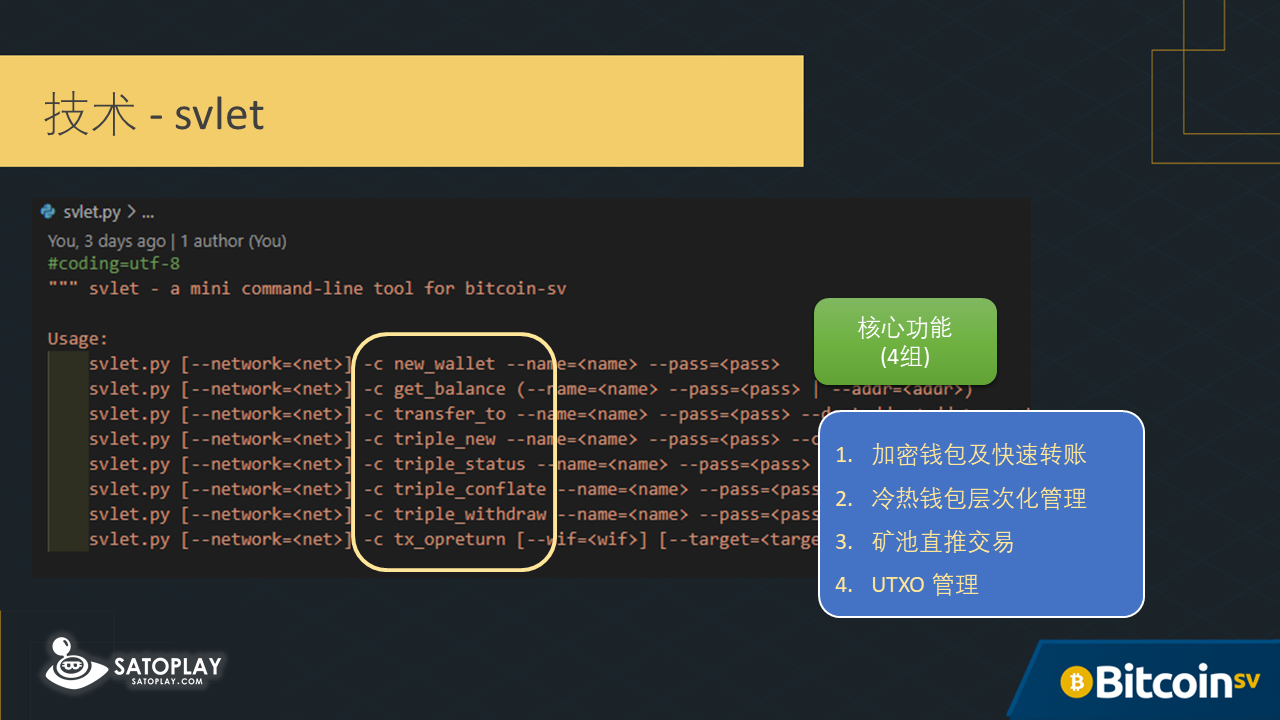 技术 - svlet
svlet.py > ...
You, 3 days ago | 1 author (You)
#coding=utf-8
""" svlet - a mini command-line tool for bitcoin-sv
Usage:
svlet.py [--network=<net>] -c new_wallet --name=<name> --pass=<pass>
svlet.py [--network=<net>] -c get_balance (--name=<name> --pass=<pass> | --addr=<addr>)
svlet.py [--network=<net>] -c transfer_to --name=<name> --pass=<pass>
svlet.py [--network=<net>] -c triple_new --name=<name> --pass=<pass>
svlet.py [--network=<net>] -c triple_status --name=<name> --pass=<pass>
svlet.py [--network=<net>] -c triple_conflate --name=<name> --pass=<pass
svlet.py [--network=<net>] -c triple_withdraw --name=<name> --pass=<pass
svlet.py [--network=<net>] -c tx_opreturn [--wif=<wif>] [--target=<targe
核心功能
(4组)
1. 加密钱包及快速转账
2. 冷热钱包层次化管理
3. 矿池直推交易
4. UTXO 管理
SATOPLAY
SATOPLAY.COM
Bitcoin SV